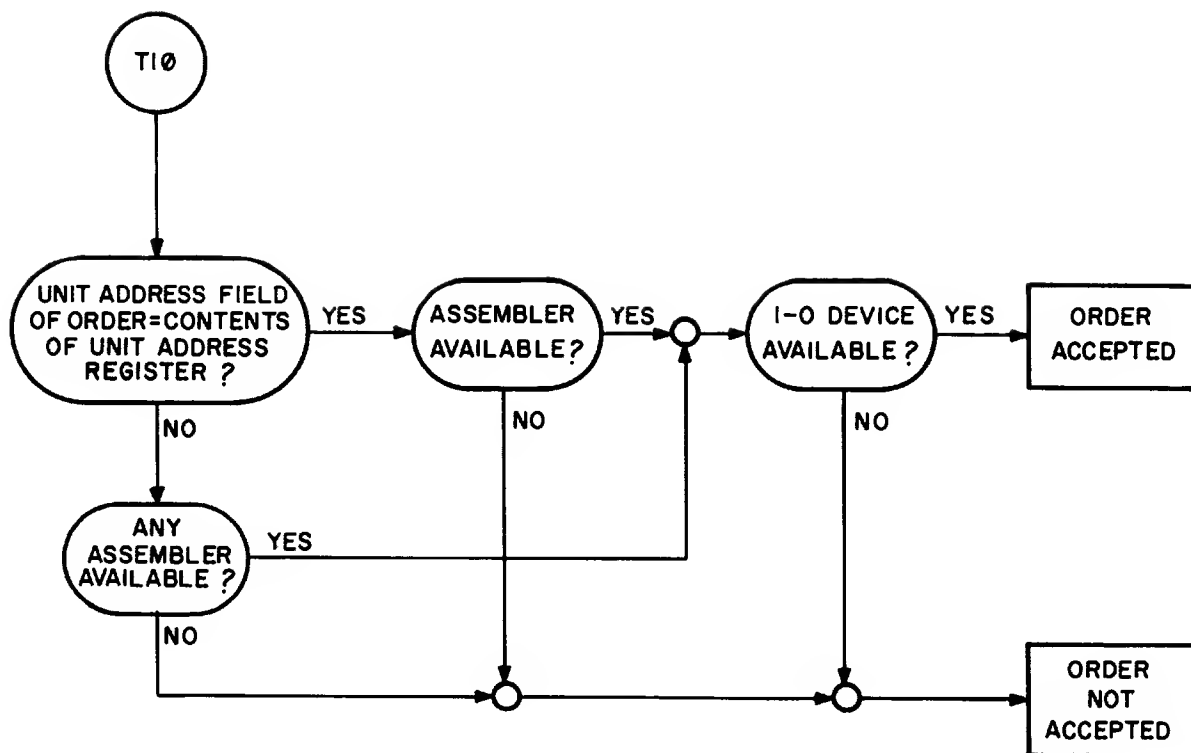 TIØ
UNIT ADDRESS FIELD
OF ORDER=CONTENTS
OF UNIT ADDRESS
REGISTER ?
YES
ASSEMBLER
AVAILABLE?
YES
I-O DEVICE
AVAILABLE?
YES
ORDER
ACCEPTED
NO
NO
NO
ANY
ASSEMBLER
AVAILABLE ?
YES
NO
ORDER
NOT
ACCEPTED